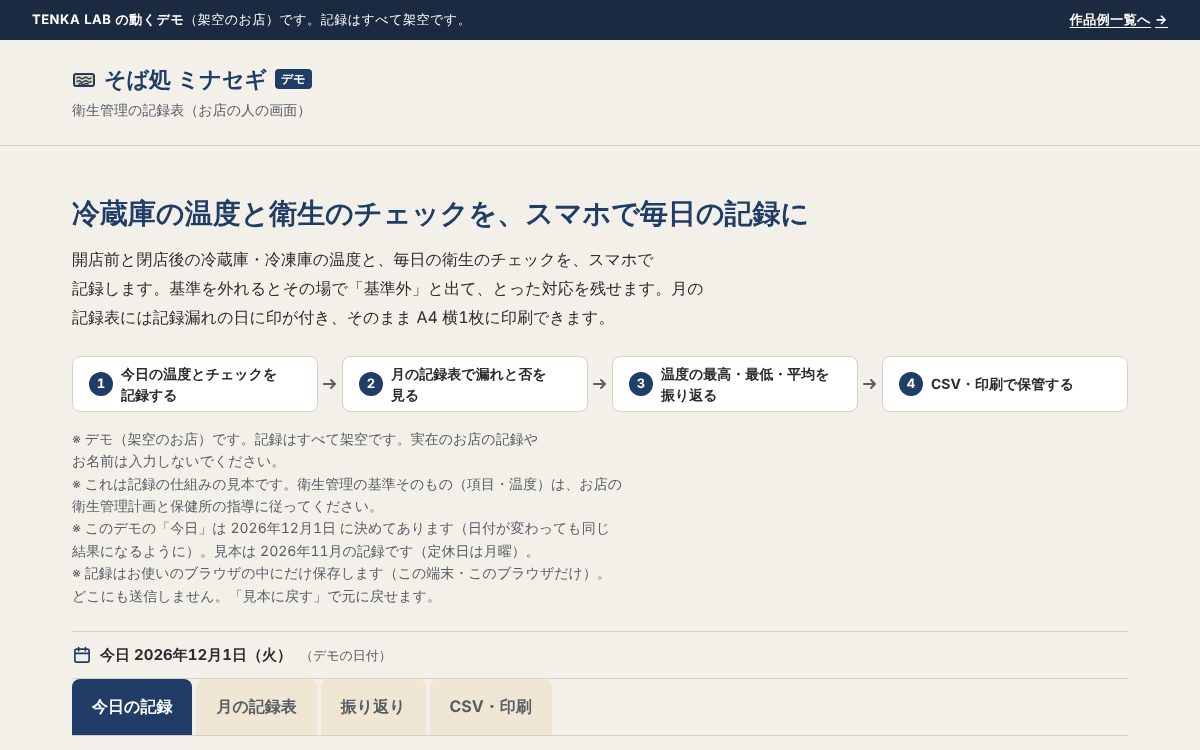 TENKA LAB の動くデモ（架空のお店）です。記録はすべて架空です。
作品例一覧へ →
そば処 ミナセギ デモ
衛生管理の記録表（お店の人の画面）
冷蔵庫の温度と衛生のチェックを、スマホで毎日の記録に
開店前と閉店後の冷蔵庫・冷凍庫の温度と、毎日の衛生のチェックを、スマホで
記録します。基準を外れるとその場で「基準外」と出て、とった対応を残せます。月の
記録表には記録漏れの日に印が付き、そのまま A4 横1枚に印刷できます。
1 今日の温度とチェックを
記録する
→
2 月の記録表で漏れと否を
見る
→
3 温度の最高・最低・平均を
振り返る
→
4 CSV・印刷で保管する
※ デモ（架空のお店）です。記録はすべて架空です。実在のお店の記録や
お名前は入力しないでください。
※ これは記録の仕組みの見本です。衛生管理の基準そのもの（項目・温度）は、お店の
衛生管理計画と保健所の指導に従ってください。
※ このデモの「今日」は 2026年12月1日 に決めてあります（日付が変わっても同じ
結果になるように）。見本は 2026年11月の記録です（定休日は月曜）。
※ 記録はお使いのブラウザの中にだけ保存します（この端末・このブラウザだけ）。
どこにも送信しません。「見本に戻す」で元に戻せます。
今日 2026年12月1日（火） （デモの日付）
今日の記録
月の記録表
振り返り
CSV・印刷